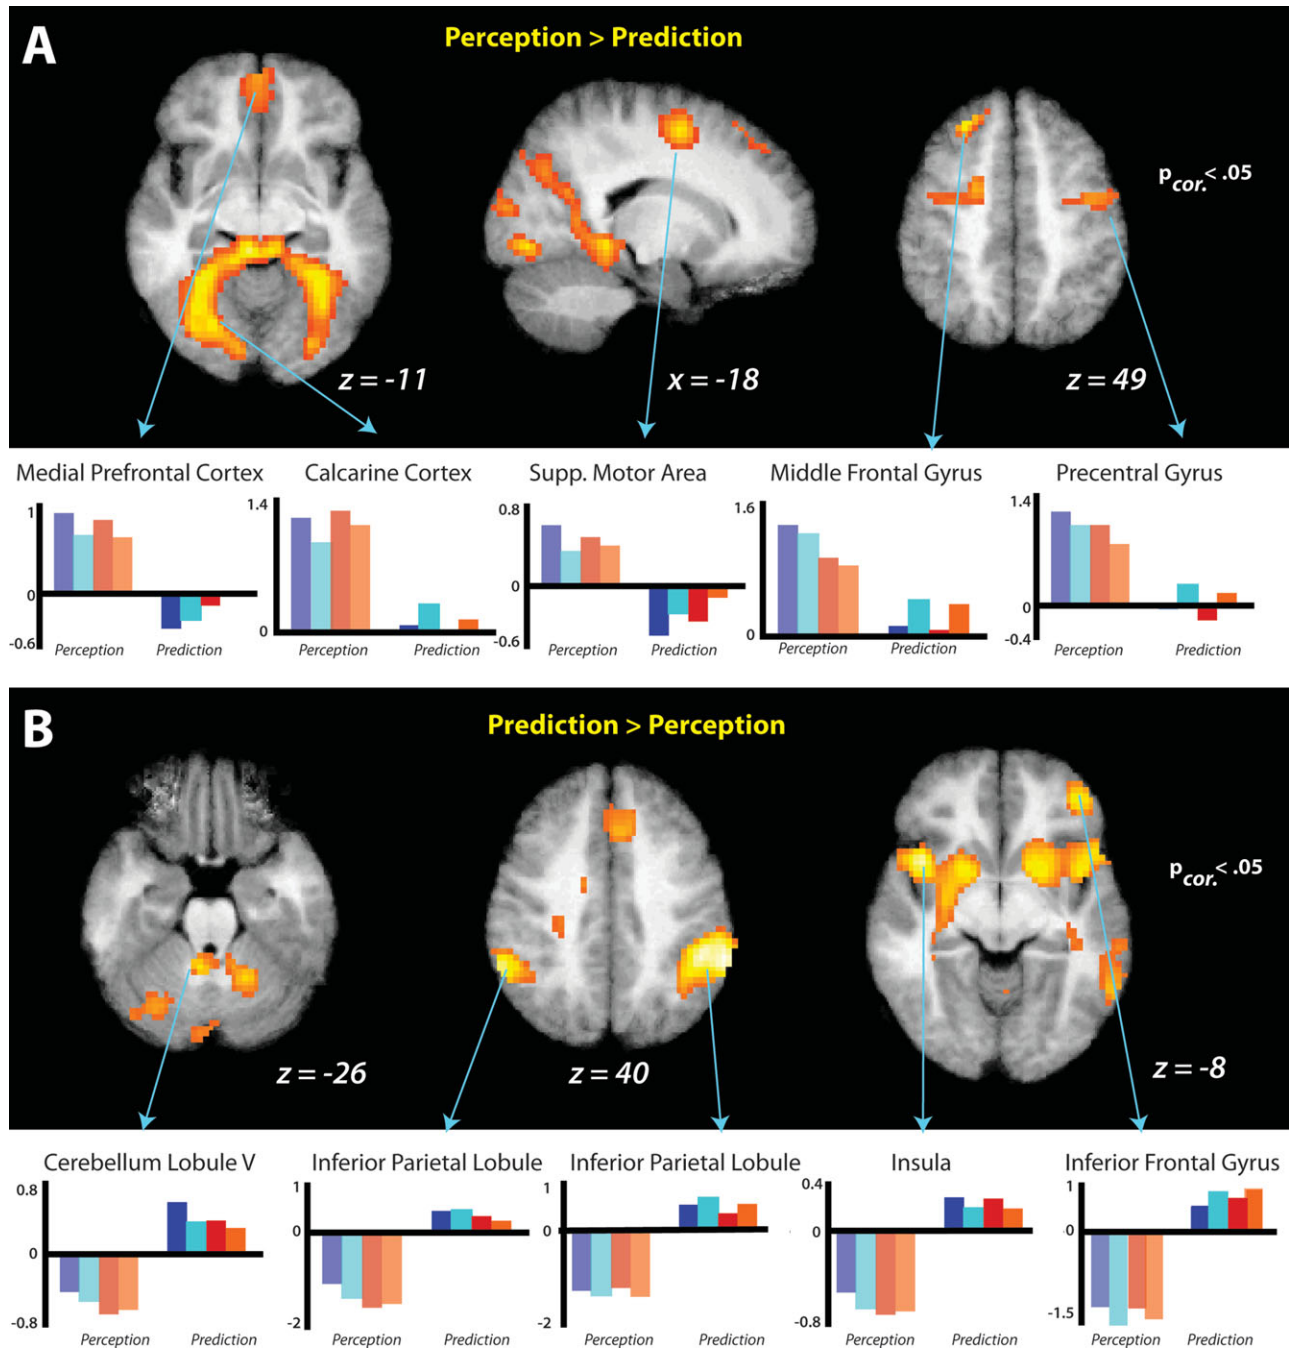 A
Perception > Prediction
p cor. < .05
z = -11
x = -18
z = 49
Medial Prefrontal Cortex
Calcarine Cortex
Supp. Motor Area
Middle Frontal Gyrus
Precentral Gyrus
1
0
-0.6
Perception
Prediction
1.4
0
Perception
Prediction
0.8
0
-0.6
Perception
Prediction
1.6
0
Perception
Prediction
1.4
0
-0.4
Perception
Prediction
B
Prediction > Perception
p cor. < .05
z = -26
z = 40
z = -8
Cerebellum Lobule V
Inferior Parietal Lobule
Inferior Parietal Lobule
Insula
Inferior Frontal Gyrus
0.8
0
-0.8
Perception
Prediction
1
0
-2
Perception
Prediction
1
0
-2
Perception
Prediction
0.4
0
-0.8
Perception
Prediction
1
-0
-1.5
Perception
Prediction